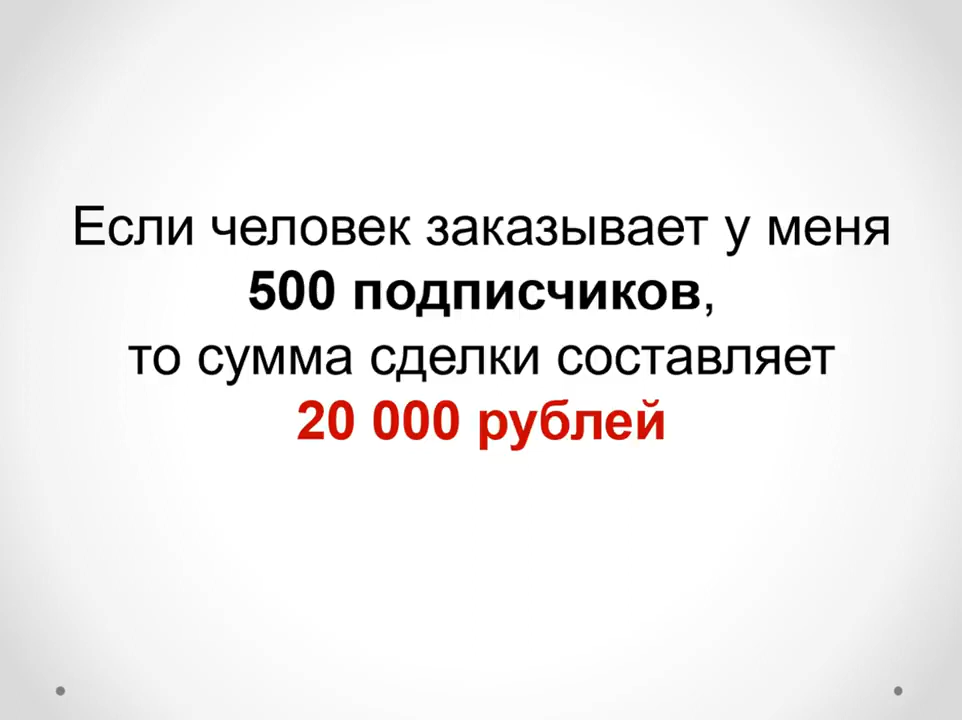 Если человек заказывает у меня
500 подписчиков,
то сумма сделки составляет
20 000 рублей